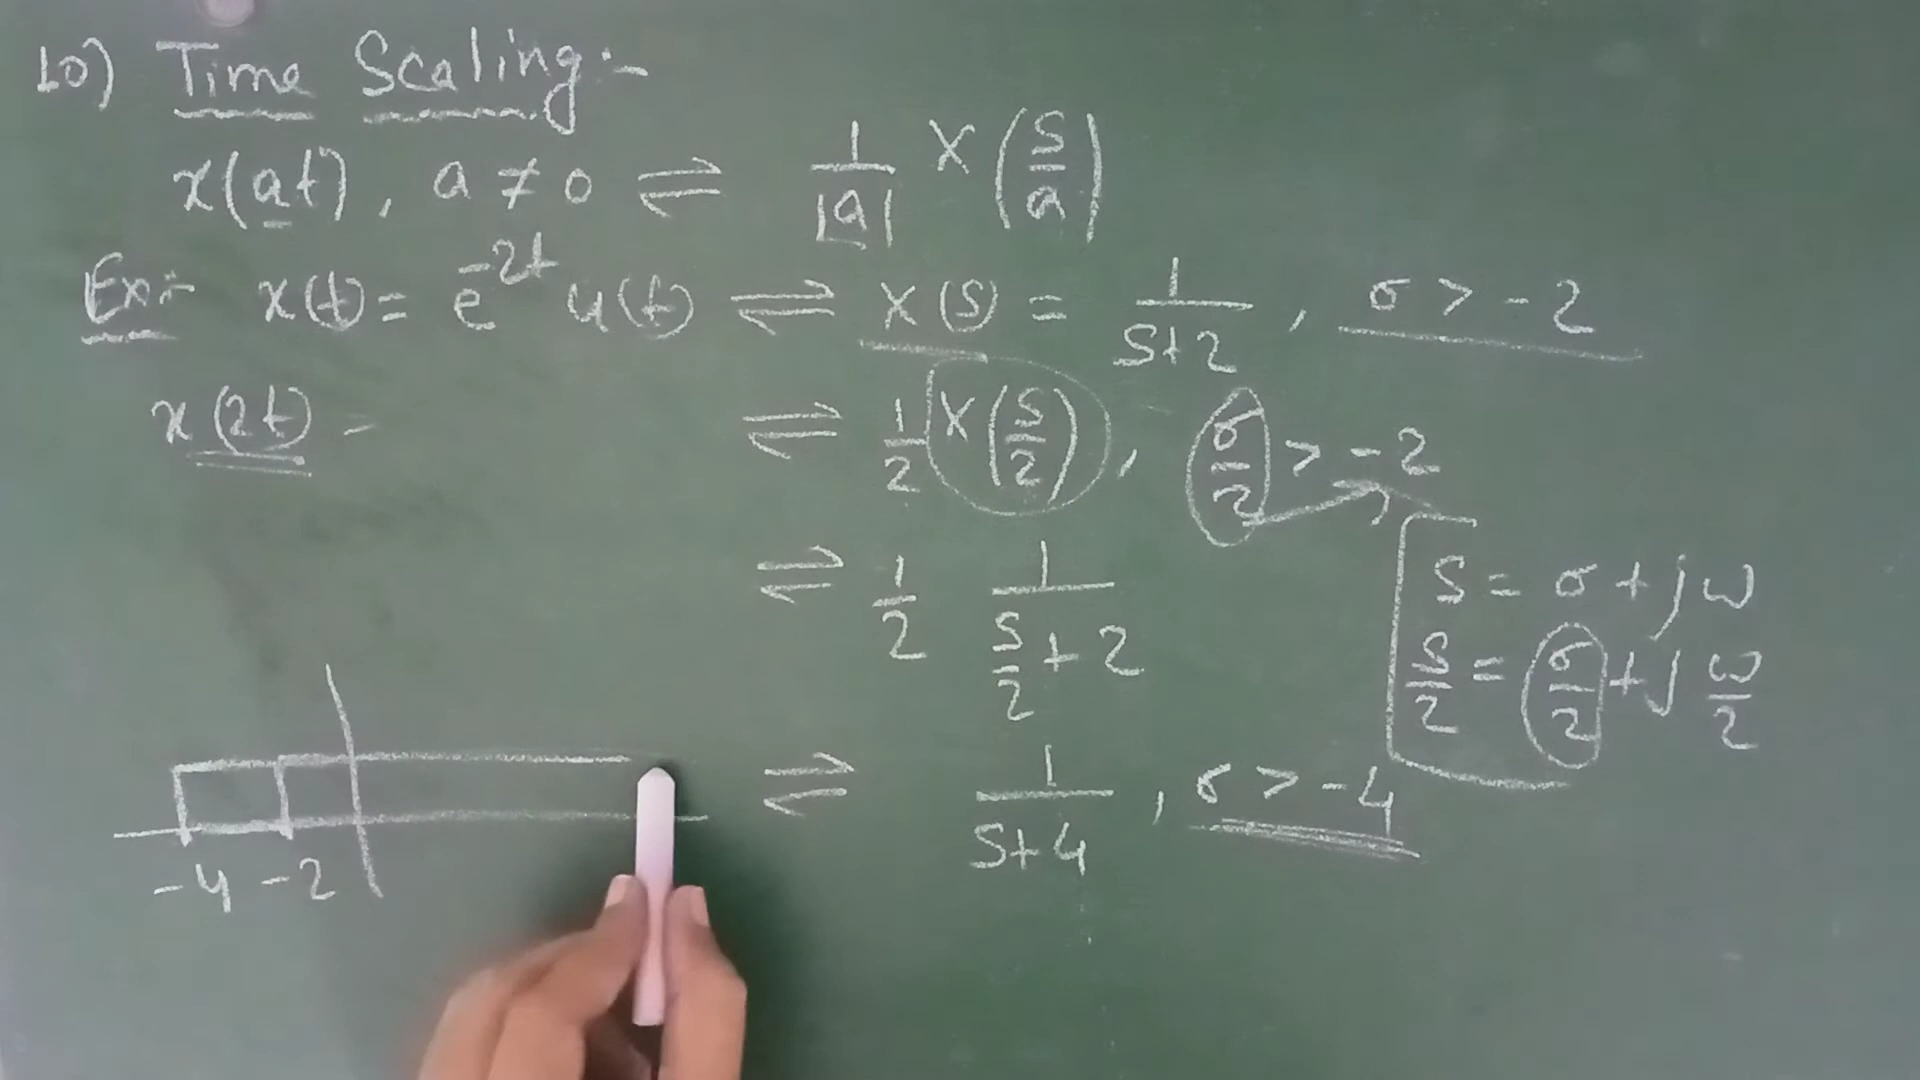 10) Time Scaling :-
x(at), a ≠ 0 ⇌ 1/|a| X(s/a)
Ex:- x(t) = e^-2t u(t) ⇌ X(s) = 1/(s+2), σ > -2
x(2t) - ⇌ 1/2 X(s/2), σ/2 > -2
⇌ 1/2 1/(s/2 + 2)
s = σ + jω
s/2 = σ/2 + j ω/2
⇌ 1/(s+4), σ > -4
-4 -2